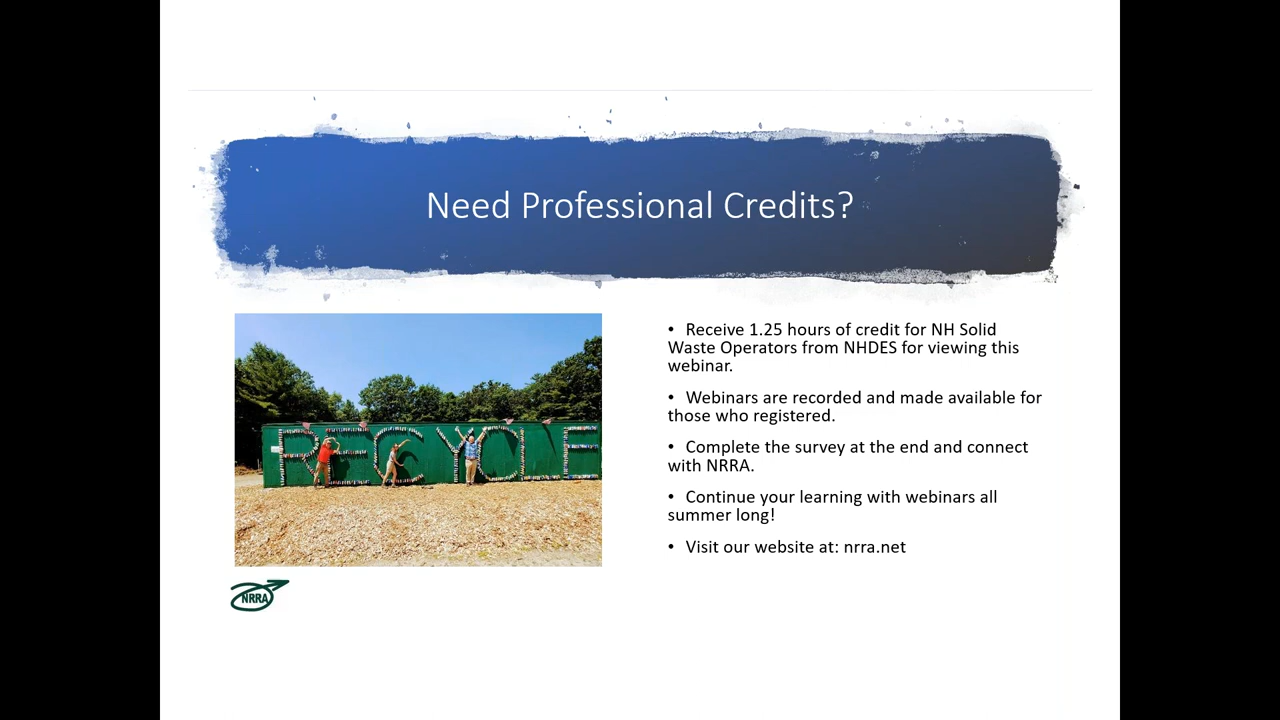 Need Professional Credits?
• Receive 1.25 hours of credit for NH Solid
Waste Operators from NHDES for viewing this
webinar.
• Webinars are recorded and made available for
those who registered.
• Complete the survey at the end and connect
with NRRA.
• Continue your learning with webinars all
summer long!
• Visit our website at: nrra.net
RECYCLE
NRRA